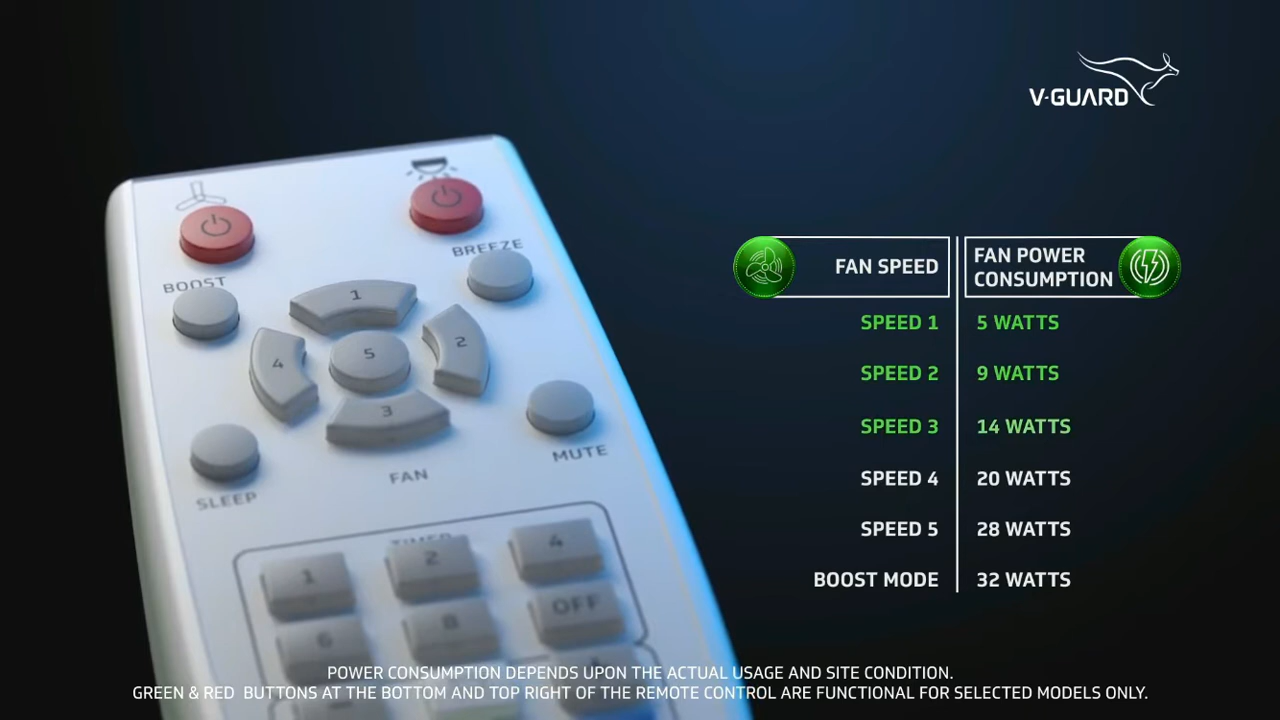 V-GUARD
BREEZE
BOOST
1
2
5
4
3
MUTE
FAN
SLEEP
TIMER
1
2
4
6
8
OFF
FAN SPEED
FAN POWER
CONSUMPTION
SPEED 1
5 WATTS
SPEED 2
9 WATTS
SPEED 3
14 WATTS
SPEED 4
20 WATTS
SPEED 5
28 WATTS
BOOST MODE
32 WATTS
POWER CONSUMPTION DEPENDS UPON THE ACTUAL USAGE AND SITE CONDITION.
GREEN & RED BUTTONS AT THE BOTTOM AND TOP RIGHT OF THE REMOTE CONTROL ARE FUNCTIONAL FOR SELECTED MODELS ONLY.